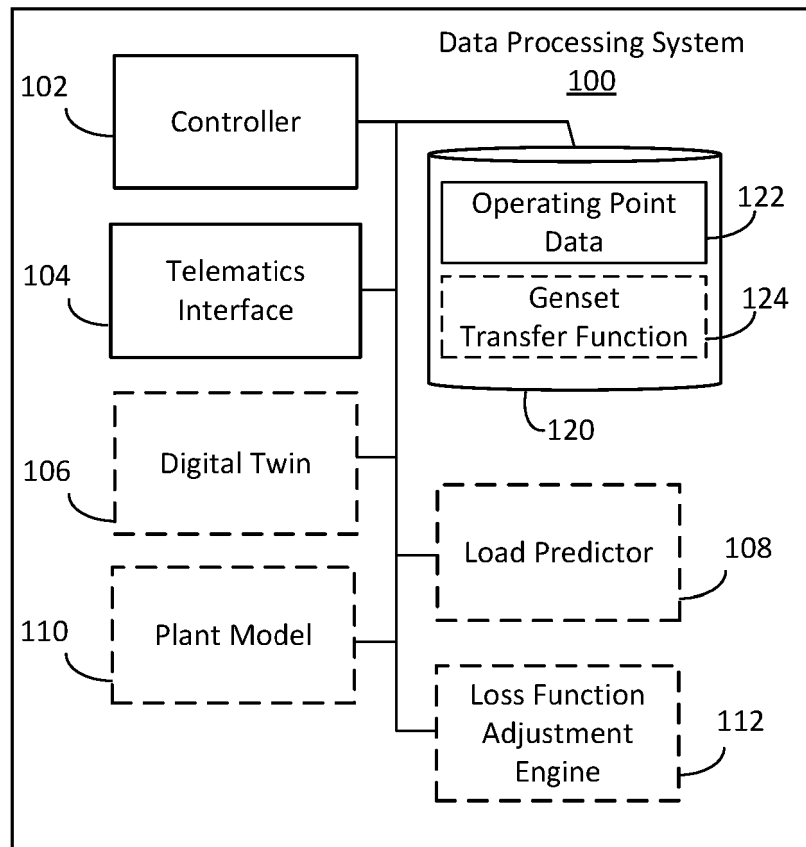 Data Processing System
100
102
Controller
122
Operating Point
Data
104
Telematics
Interface
124
Genset
Transfer Function
120
106
Digital Twin
108
Load Predictor
110
Plant Model
112
Loss Function
Adjustment
Engine